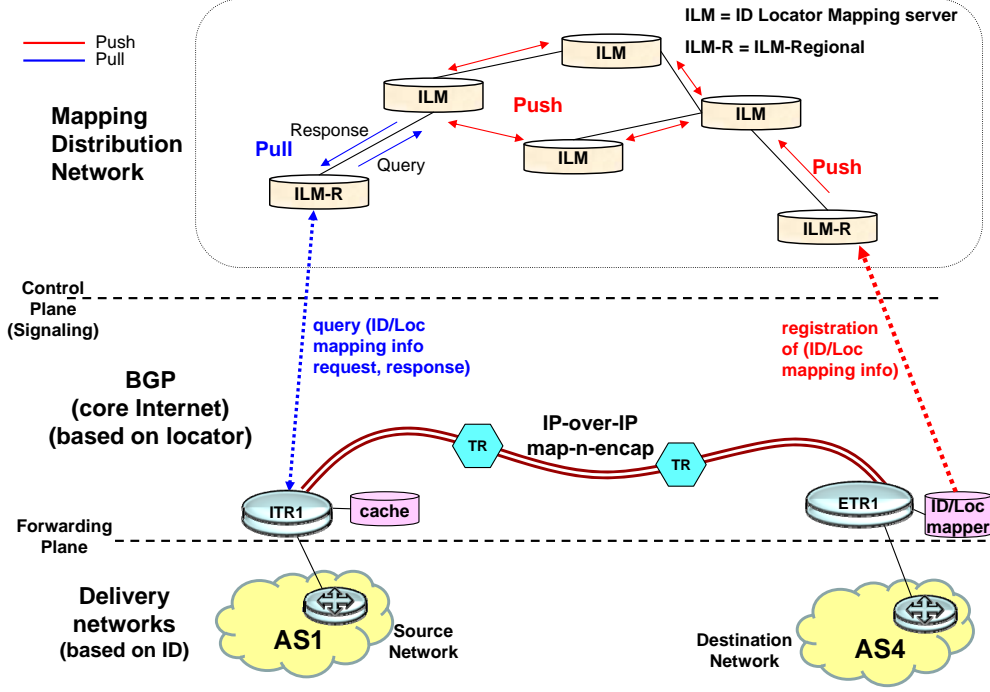 ILM = ID Locator Mapping server
ILM-R = ILM-Regional
Push
Pull
Mapping
Distribution
Network
ILM
ILM
ILM
ILM
Push
Response
Pull
Query
ILM-R
Push
ILM-R
Control
Plane
(Signaling)
query (ID/Loc
mapping info
request, response)
registration
of (ID/Loc
mapping info)
BGP
(core Internet)
(based on locator)
IP-over-IP
map-n-encap
TR
TR
ITR1
cache
ETR1
ID/Loc
mapper
Forwarding
Plane
Delivery
networks
(based on ID)
AS1
Source
Network
Destination
Network
AS4